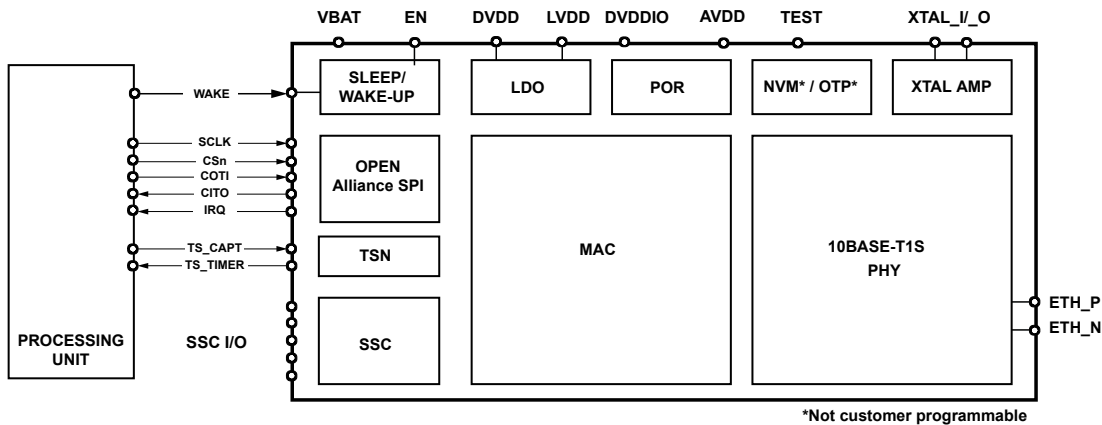 VBAT
EN
DVDD
LVDD
DVDDIO
AVDD
TEST
XTAL_I/_O
WAKE
SLEEP/
WAKE-UP
LDO
POR
NVM* / OTP*
XTAL AMP
SCLK
CSn
COTI
CITO
IRQ
OPEN
Alliance SPI
TS_CAPT
TS_TIMER
TSN
MAC
10BASE-T1S
PHY
ETH_P
ETH_N
PROCESSING
UNIT
SSC I/O
SSC
*Not customer programmable